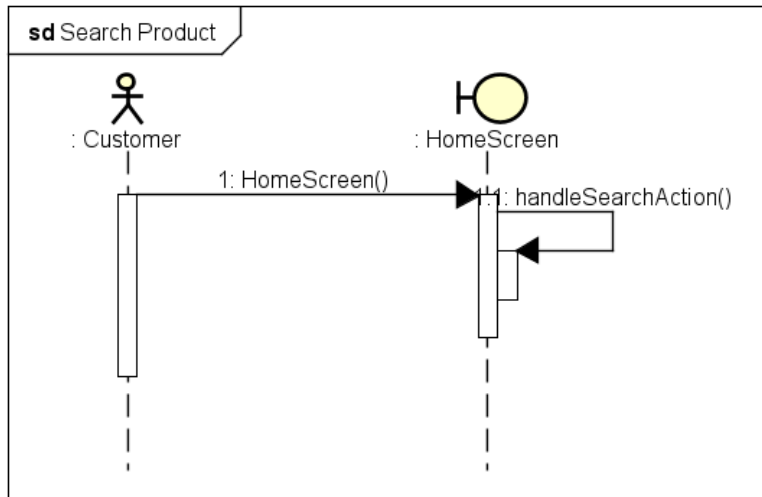 sd Search Product
: Customer
: HomeScreen
1: HomeScreen()
1.1: handleSearchAction()